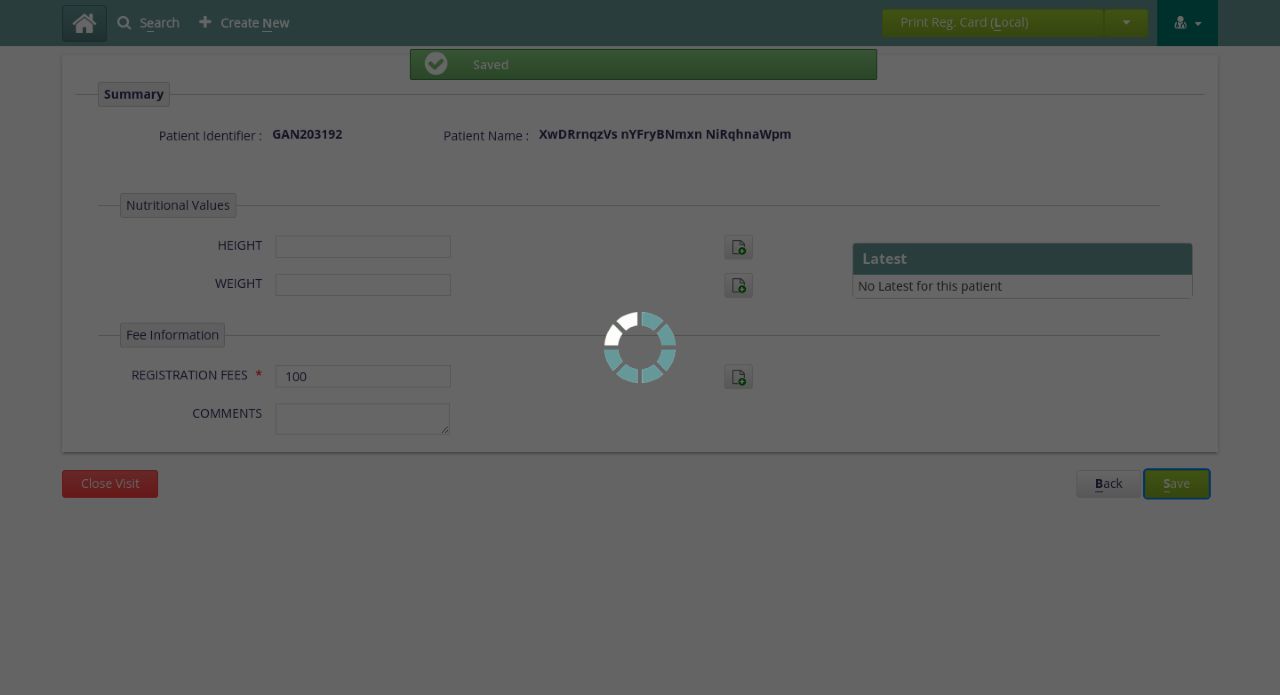 Search Create New Print Reg. Card (Local)
Saved
Summary
Patient Identifier : GAN203192 Patient Name : XwDRrnqzVs nYFryBNmxn NiRqhnaWpm
Nutritional Values
HEIGHT
Latest
WEIGHT
No Latest for this patient
Fee Information
REGISTRATION FEES * 100
COMMENTS
Close Visit Back Save